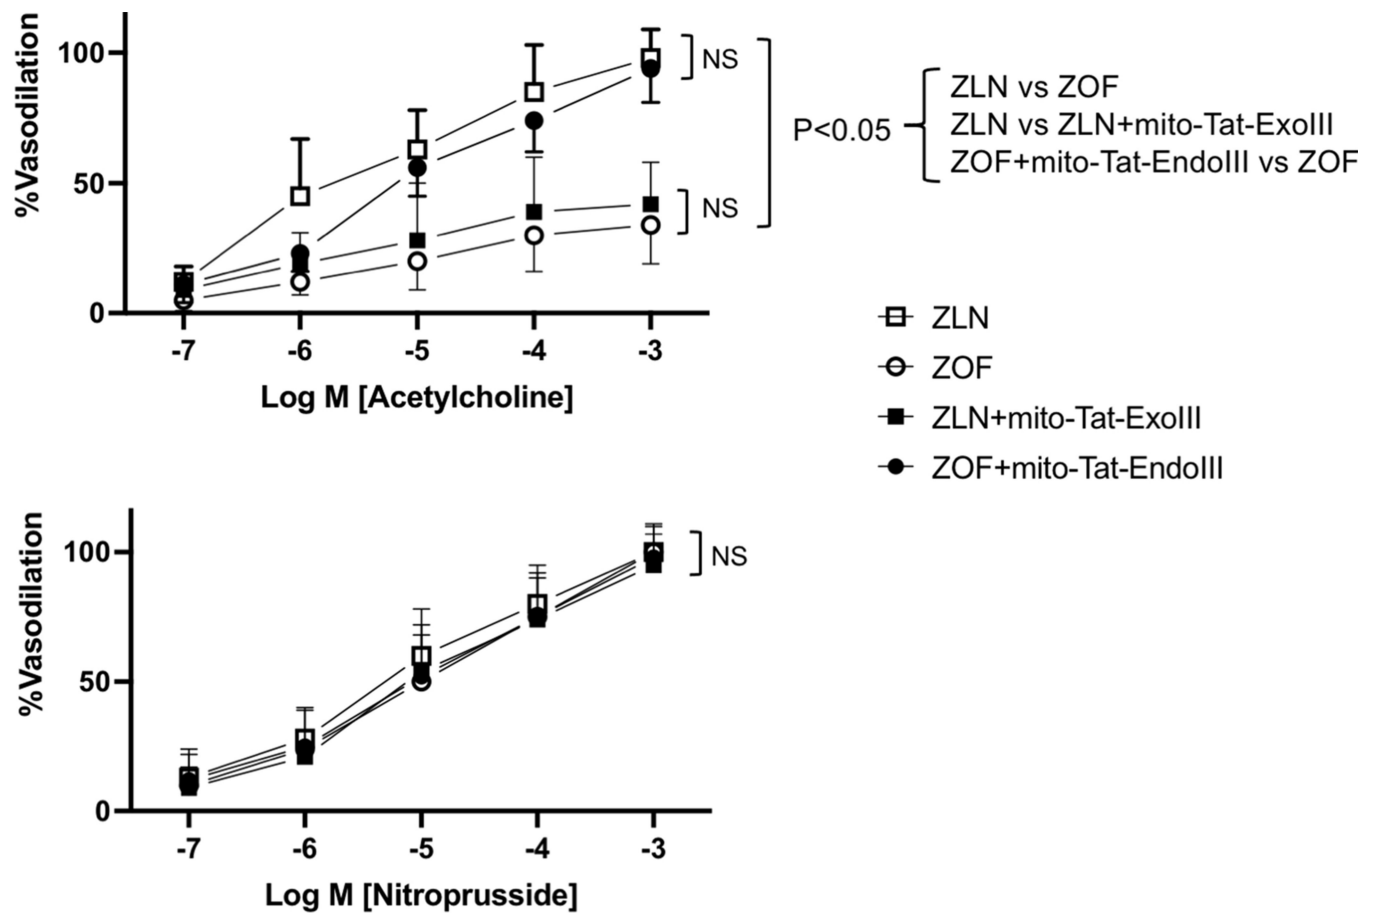 %Vasodilation
100
50
0
-7 -6 -5 -4 -3
Log M [Acetylcholine]
NS
NS
P<0.05
ZLN vs ZOF
ZLN vs ZLN+mito-Tat-ExoIII
ZOF+mito-Tat-EndoIII vs ZOF
ZLN
ZOF
ZLN+mito-Tat-ExoIII
ZOF+mito-Tat-EndoIII
%Vasodilation
100
50
0
-7 -6 -5 -4 -3
Log M [Nitroprusside]
NS